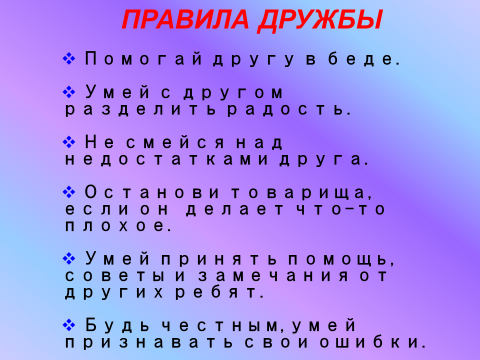 ПРАВИЛА ДРУЖБЫ
❖ Помогай другу в беде.
❖ Умей с другом
разделить радость.
❖ Не смейся над
недостатками друга.
❖ Останови товарища,
если он делает что-то
плохое.
❖ Умей принять помощь,
советы и замечания от
других ребят.
❖ Будь честным, умей
признавать свои ошибки.